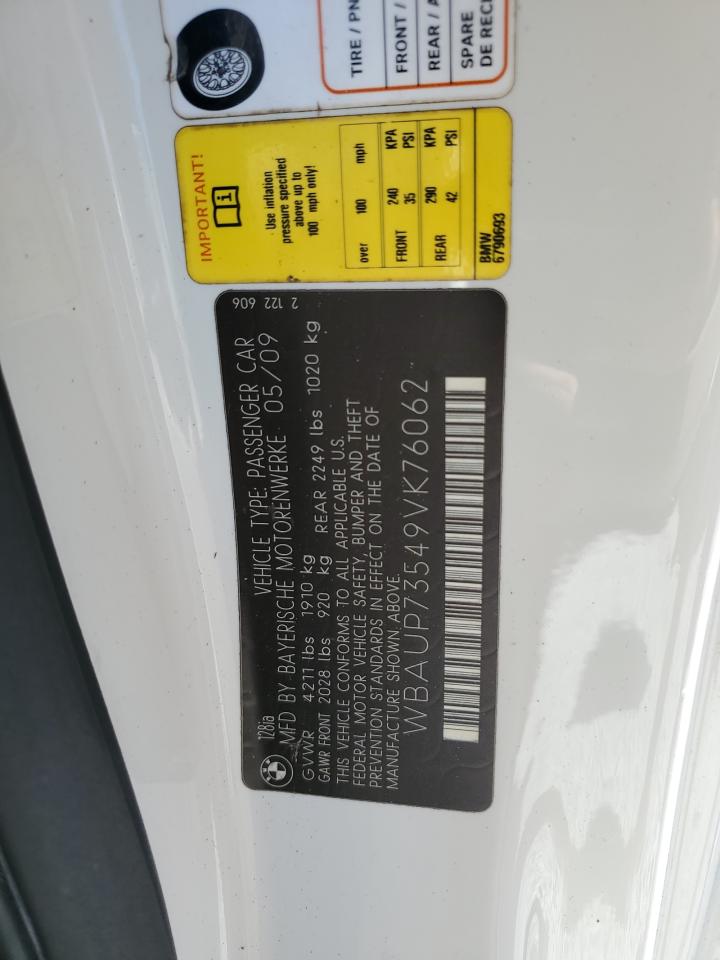 TIRE / PN
FRONT /
REAR / A
SPARE
DE RECE
IMPORTANT!
Use inflation
pressure specified
above up to
100 mph only!
over 100 mph
FRONT 240 KPA
35 PSI
REAR 290 KPA
42 PSI
BMW
6790693
2 122 606
128ia VEHICLE TYPE: PASSENGER CAR
MFD BY BAYERISCHE MOTORENWERKE 05/09
GVWR 4211 lbs 1910 kg
GAWR FRONT 2028 lbs 920 kg REAR 2249 lbs 1020 kg
THIS VEHICLE CONFORMS TO ALL APPLICABLE U.S.
FEDERAL MOTOR VEHICLE SAFETY, BUMPER AND THEFT
PREVENTION STANDARDS IN EFFECT ON THE DATE OF
MANUFACTURE SHOWN ABOVE.
WBAUP73549VK76062